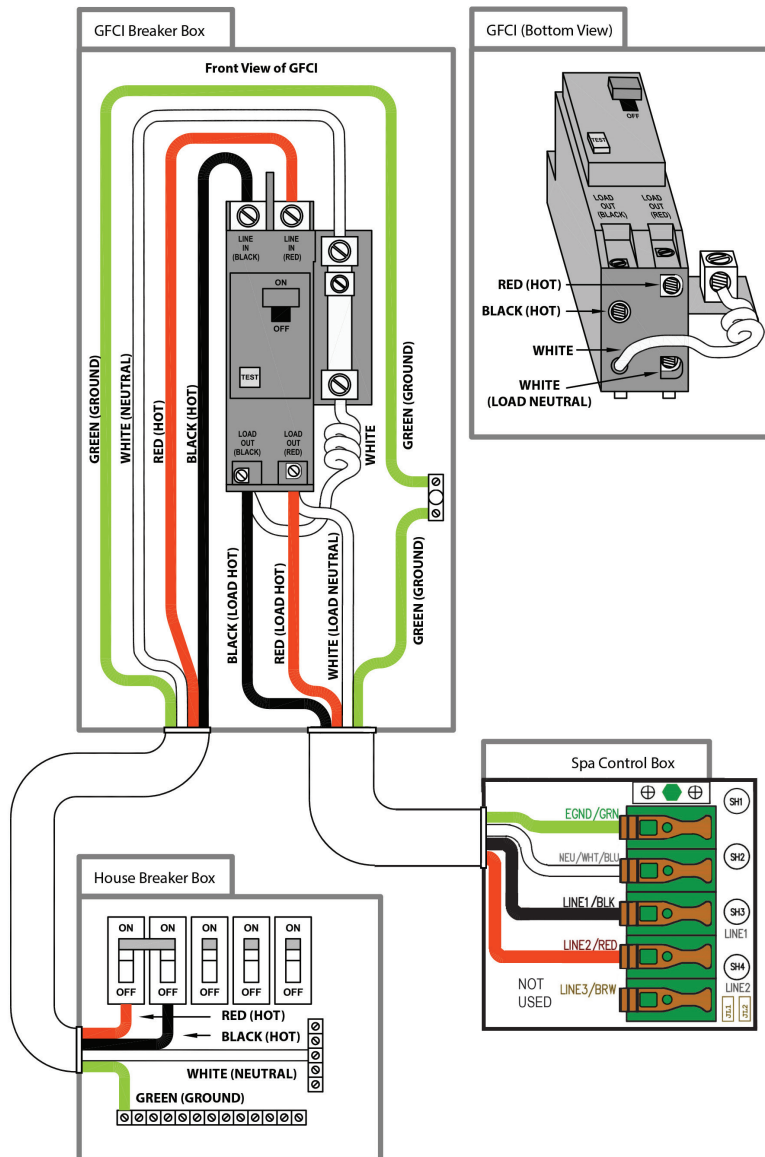 GFCI Breaker Box
Front View of GFCI
GREEN (GROUND)
WHITE (NEUTRAL)
RED (HOT)
BLACK (HOT)
LINE
IN
(BLACK)
LINE
IN
(RED)
ON
OFF
TEST
LOAD
OUT
(BLACK)
LOAD
OUT
(RED)
WHITE
GREEN (GROUND)
BLACK (LOAD HOT)
RED (LOAD HOT)
WHITE (LOAD NEUTRAL)
GREEN (GROUND)
GFCI (Bottom View)
OFF
TEST
LOAD
OUT
(BLACK)
LOAD
OUT
(RED)
RED (HOT)
BLACK (HOT)
WHITE
WHITE
(LOAD NEUTRAL)
Spa Control Box
EGND/GRN
NEU/WHT/BLU
LINE1/BLK
LINE2/RED
LINE3/BRW
NOT
USED
SH1
SH2
SH3
LINE1
SH4
LINE2
JL1
JL2
House Breaker Box
ON
ON
ON
ON
ON
OFF
OFF
OFF
OFF
OFF
RED (HOT)
BLACK (HOT)
WHITE (NEUTRAL)
GREEN (GROUND)